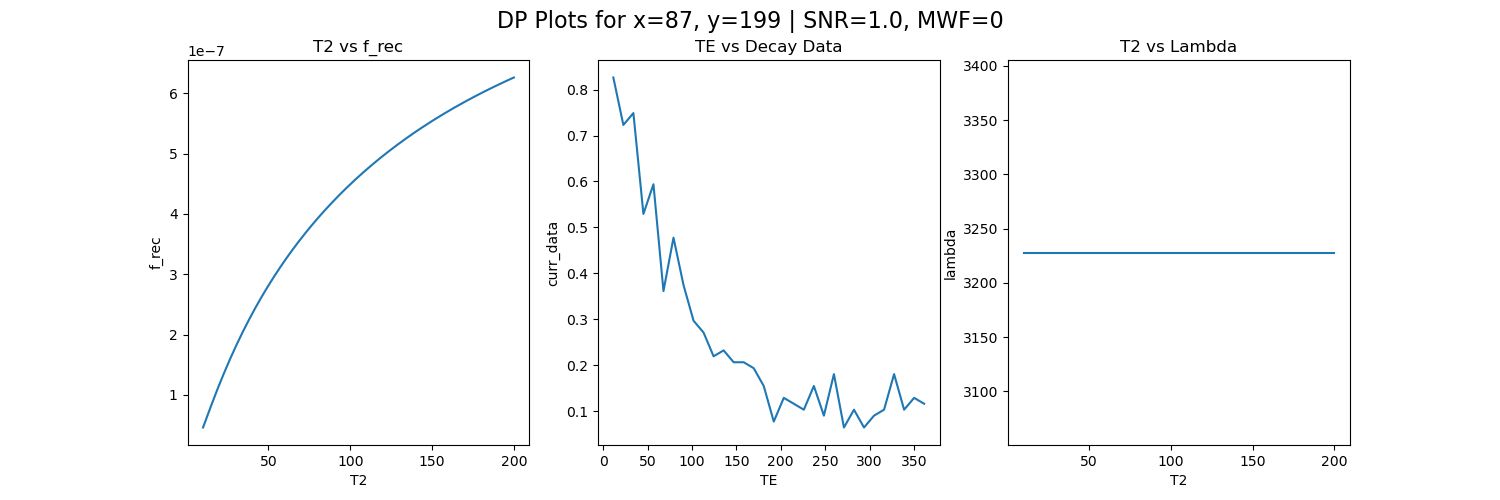 DP Plots for x=87, y=199 | SNR=1.0, MWF=0
T2 vs f_rec
1e−7
6
5
4
3
2
1
f_rec
50 100 150 200
T2
TE vs Decay Data
0.8
0.7
0.6
0.5
0.4
0.3
0.2
0.1
curr_data
0 50 100 150 200 250 300 350
TE
T2 vs Lambda
3400
3350
3300
3250
3200
3150
3100
lambda
50 100 150 200
T2